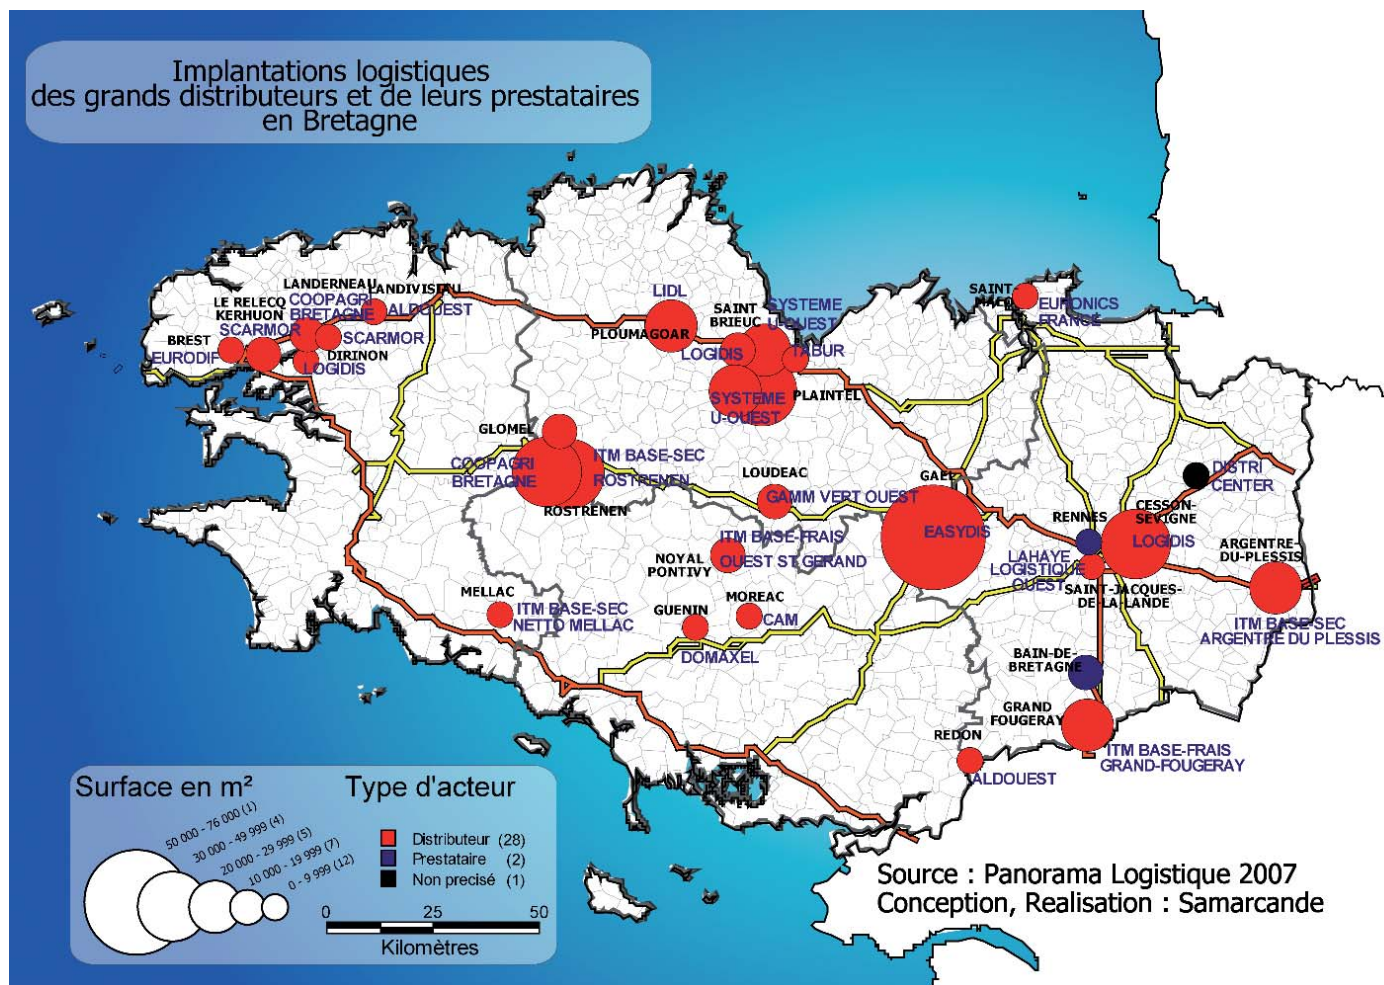 Implantations logistiques
des grands distributeurs et de leurs prestataires
en Bretagne
LANDERNEAU
LANDIVISIAU
COOPAGRI
BRETAGNE
ALDOUEST
LE RELECQ
KERHUON
SCARMOR
SCARMOR
BREST
EURODIF
DIRINON
LOGIDIS
LIDL
PLOUMAGOAR
SAINT
BRIEUC
SYSTEME
U-OUEST
LOGIDIS
TABUR
SYSTEME
U-OUEST
PLAINTEL
SAINT-
MALO
EURONICS
FRANCE
GLOMEL
COOPAGRI
BRETAGNE
ITM BASE-SEC
ROSTRENEN
ROSTRENEN
LOUDEAC
GAMM VERT OUEST
GAEL
EASYDIS
DISTRI
CENTER
RENNES
CESSON-
SEVIGNE
LOGIDIS
LAHAYE
LOGISTIQUE
OUEST
SAINT-JACQUES-
DE-LA-LANDE
ARGENTRE-
DU-PLESSIS
ITM BASE-SEC
ARGENTRE DU PLESSIS
ITM BASE-FRAIS
OUEST ST GERAND
NOYAL
PONTIVY
MELLAC
ITM BASE-SEC
NETTO MELLAC
GUENIN
DOMAXEL
MOREAC
CAM
BAIN-DE-
BRETAGNE
GRAND
FOUGERAY
ITM BASE-FRAIS
GRAND-FOUGERAY
REDON
ALDOUEST
Surface en m²
50 000 - 76 000 (1)
30 000 - 49 999 (4)
20 000 - 29 999 (5)
10 000 - 19 999 (7)
0 - 9 999 (12)
Type d'acteur
Distributeur (28)
Prestataire (2)
Non precisé (1)
0 25 50
Kilomètres
Source : Panorama Logistique 2007
Conception, Realisation : Samarcande